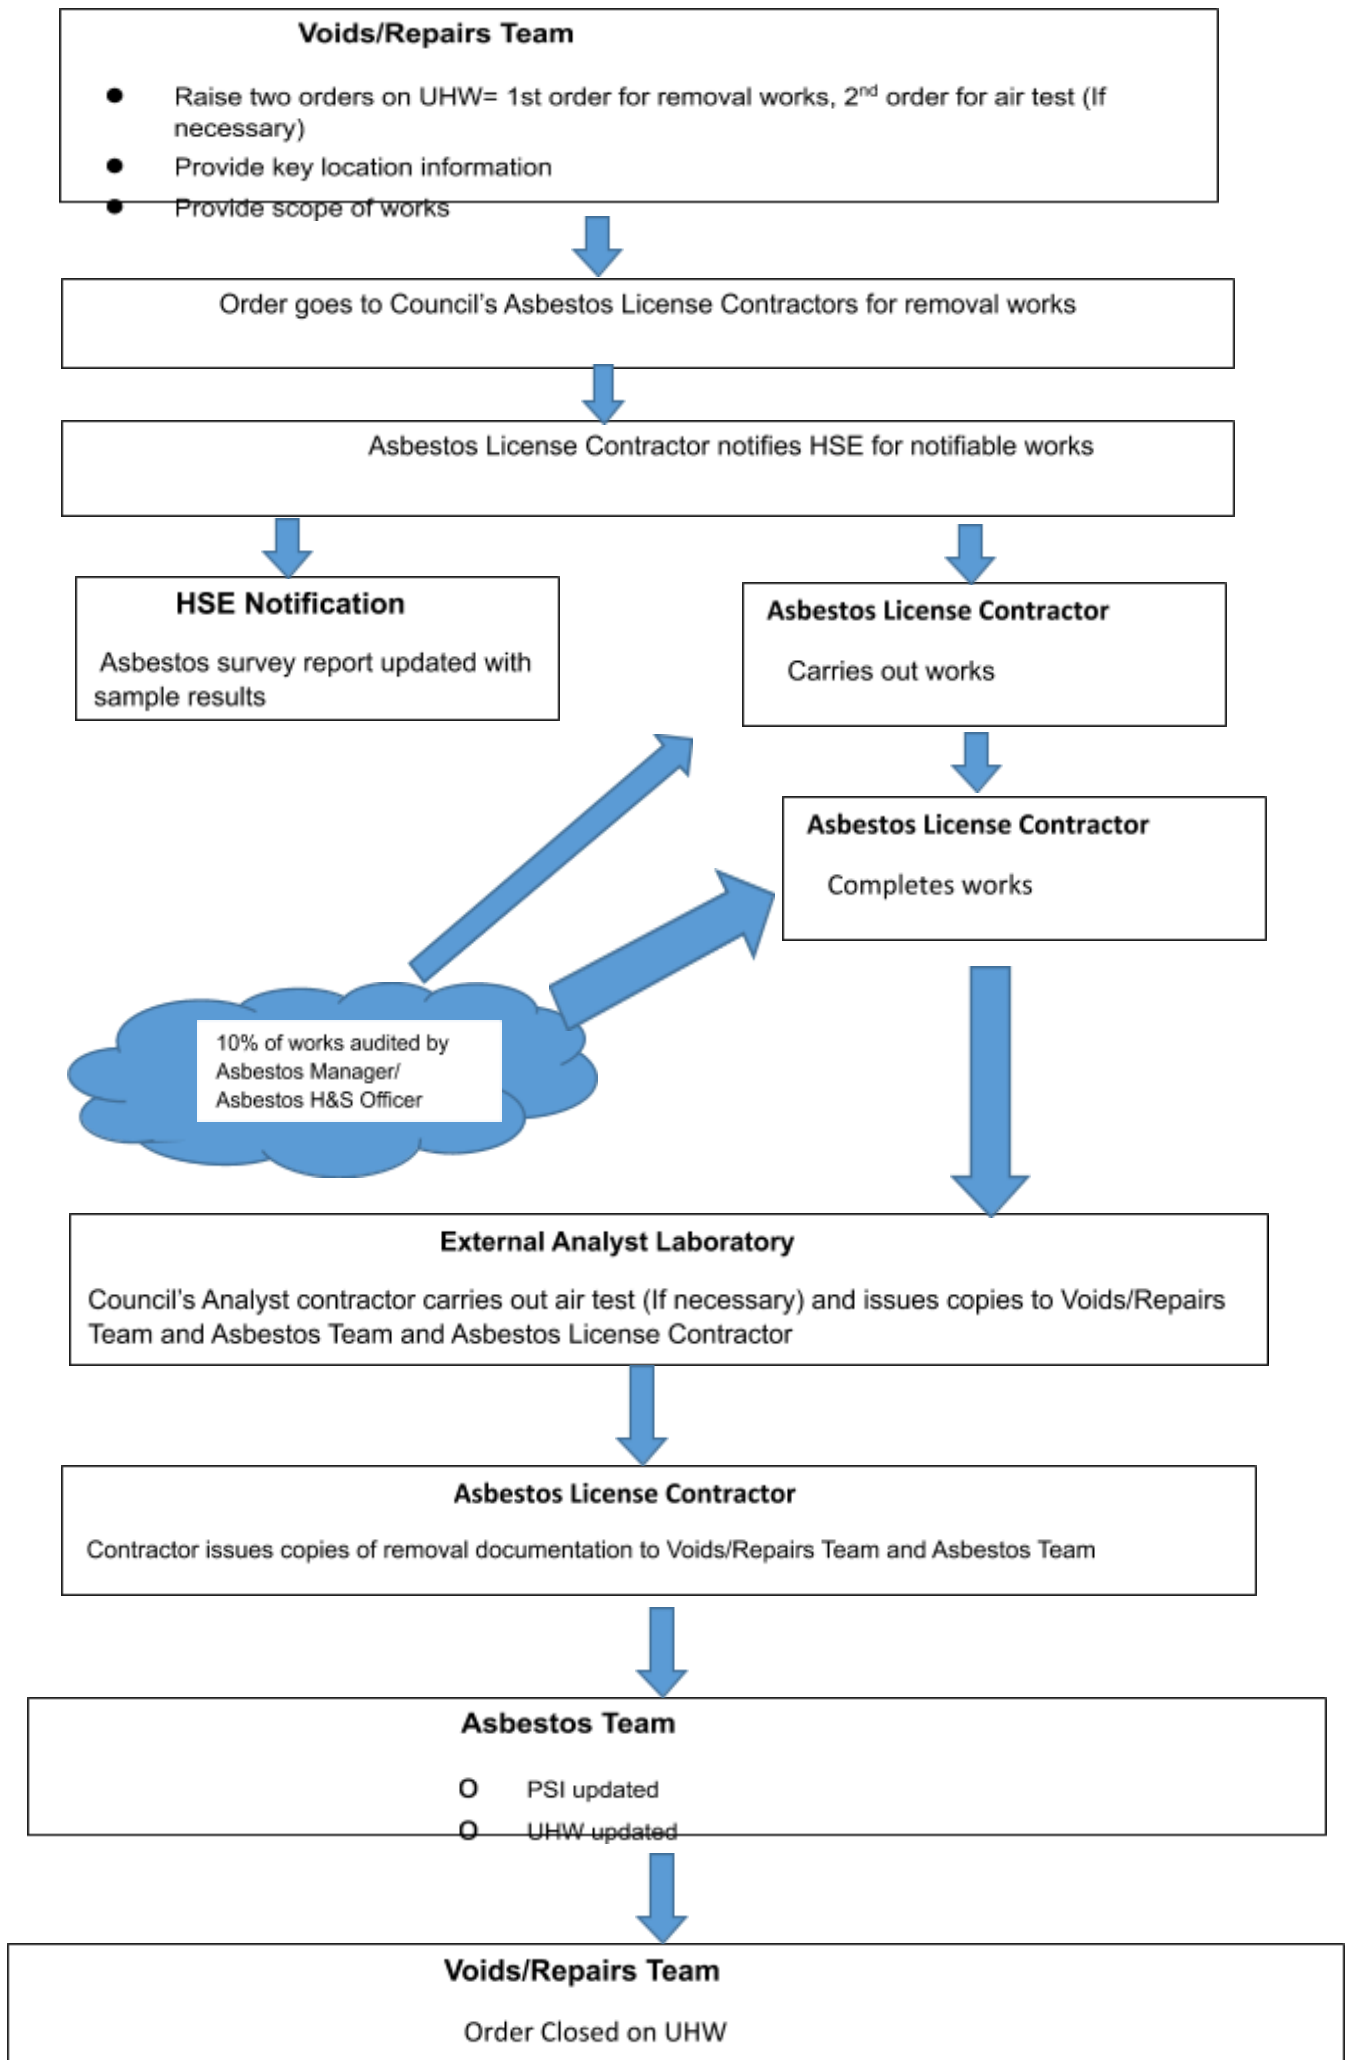 Voids/Repairs Team
● Raise two orders on UHW= 1st order for removal works, 2nd order for air test (If
necessary)
● Provide key location information
● Provide scope of works
Order goes to Council's Asbestos License Contractors for removal works
Asbestos License Contractor notifies HSE for notifiable works
HSE Notification
Asbestos survey report updated with
sample results
Asbestos License Contractor
Carries out works
Asbestos License Contractor
Completes works
10% of works audited by
Asbestos Manager/
Asbestos H&S Officer
External Analyst Laboratory
Council's Analyst contractor carries out air test (If necessary) and issues copies to Voids/Repairs
Team and Asbestos Team and Asbestos License Contractor
Asbestos License Contractor
Contractor issues copies of removal documentation to Voids/Repairs Team and Asbestos Team
Asbestos Team
o PSI updated
o UHW updated
Voids/Repairs Team
Order Closed on UHW